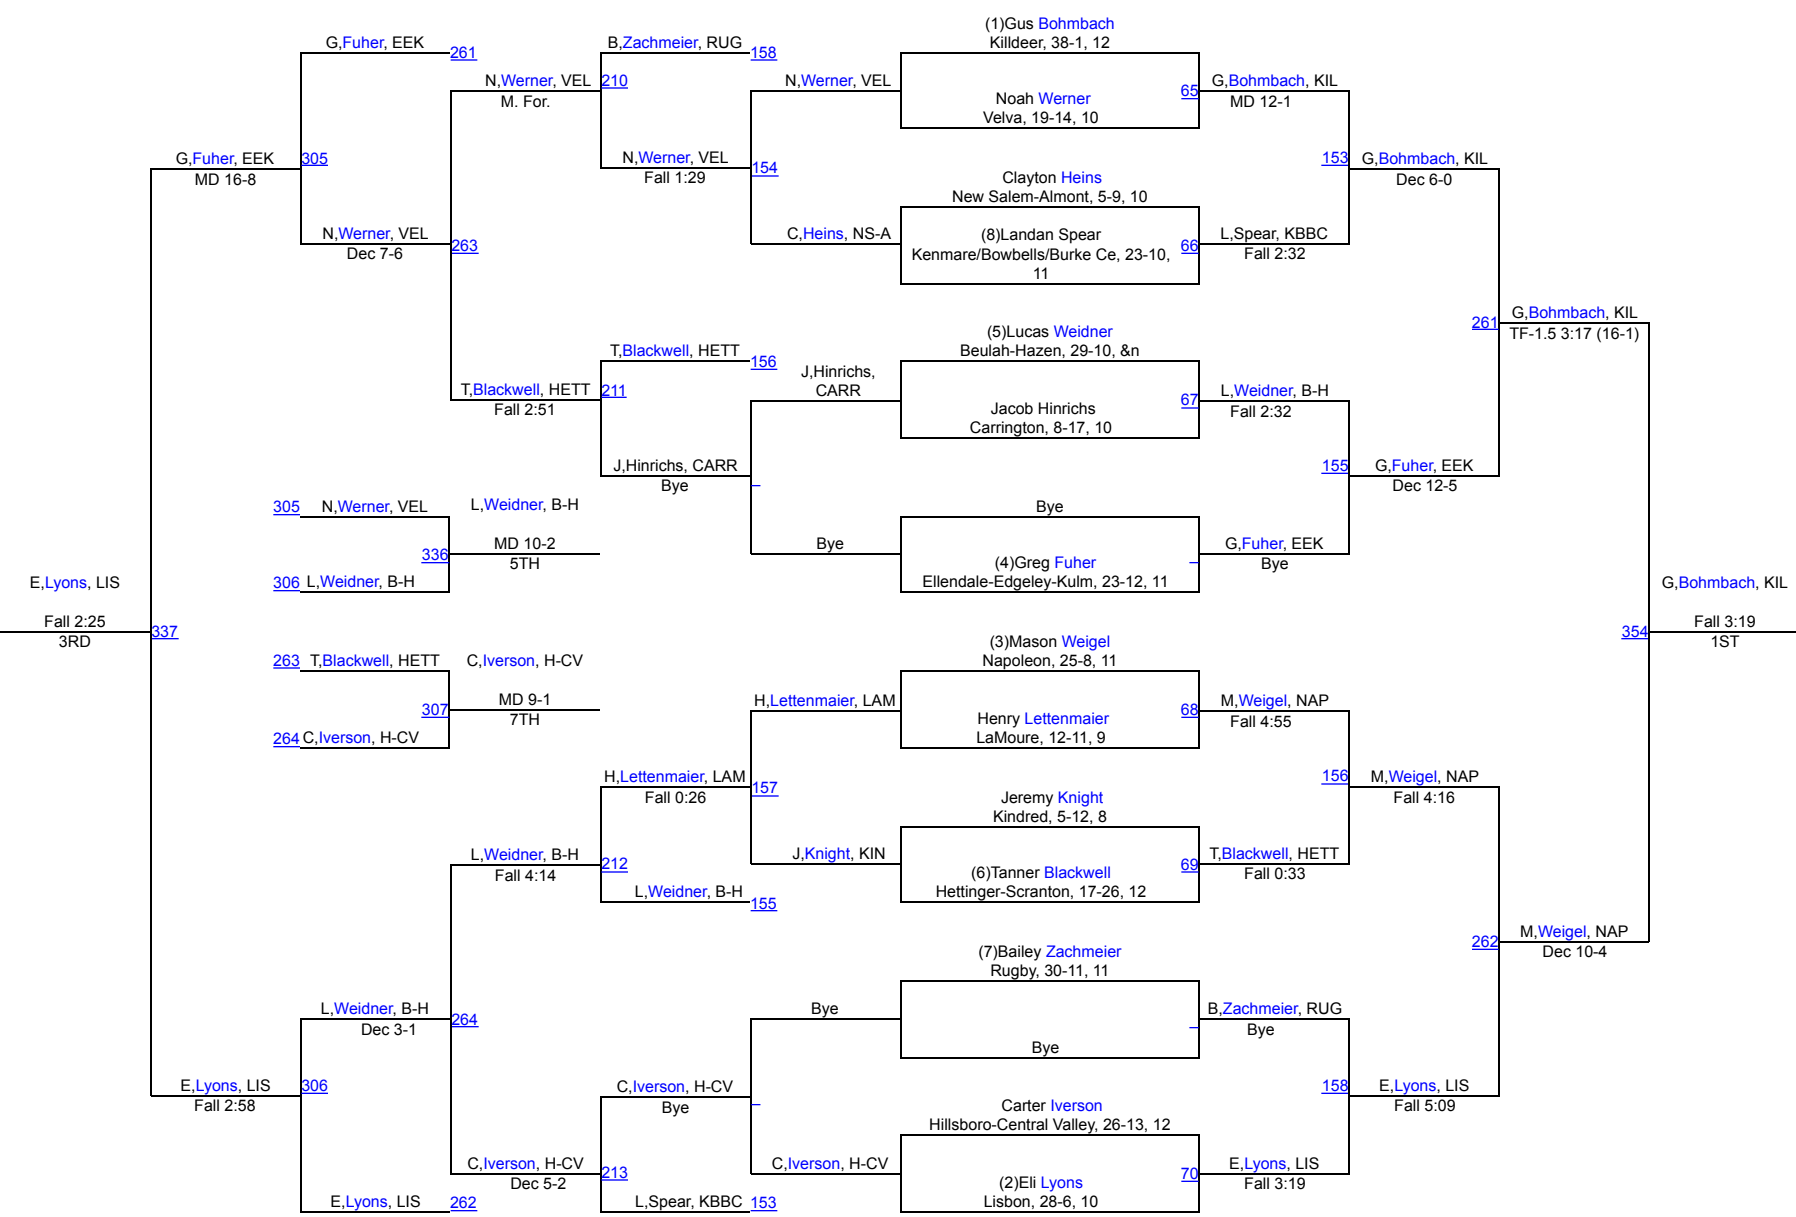 (1)Gus Bohmbach
Killdeer, 38-1, 12
G,Fuher, EEK
261
B,Zachmeier, RUG
158
N,Werner, VEL
210
M. For.
N,Werner, VEL
Noah Werner
Velva, 19-14, 10
65
G,Bohmbach, KIL
MD 12-1
G,Fuher, EEK
305
MD 16-8
N,Werner, VEL
154
Fall 1:29
153
G,Bohmbach, KIL
Dec 6-0
Clayton Heins
New Salem-Almont, 5-9, 10
N,Werner, VEL
263
Dec 7-6
C,Heins, NS-A
(8)Landan Spear
Kenmare/Bowbells/Burke Ce, 23-10,
11
66
L,Spear, KBBC
Fall 2:32
261
G,Bohmbach, KIL
TF-1.5 3:17 (16-1)
(5)Lucas Weidner
Beulah-Hazen, 29-10, &n
T,Blackwell, HETT
156
J,Hinrichs,
CARR
T,Blackwell, HETT
211
Fall 2:51
Jacob Hinrichs
Carrington, 8-17, 10
67
L,Weidner, B-H
Fall 2:32
J,Hinrichs, CARR
Bye
155
G,Fuher, EEK
Dec 12-5
305
N,Werner, VEL
L,Weidner, B-H
Bye
336
MD 10-2
5TH
Bye
G,Fuher, EEK
Bye
306
L,Weidner, B-H
(4)Greg Fuher
Ellendale-Edgeley-Kulm, 23-12, 11
E,Lyons, LIS
G,Bohmbach, KIL
Fall 2:25
3RD
337
354
Fall 3:19
1ST
(3)Mason Weigel
Napoleon, 25-8, 11
263
T,Blackwell, HETT
C,Iverson, H-CV
307
MD 9-1
7TH
H,Lettenmaier, LAM
Henry Lettenmaier
LaMoure, 12-11, 9
68
M,Weigel, NAP
Fall 4:55
264
C,Iverson, H-CV
H,Lettenmaier, LAM
157
Fall 0:26
156
M,Weigel, NAP
Fall 4:16
Jeremy Knight
Kindred, 5-12, 8
L,Weidner, B-H
212
Fall 4:14
J,Knight, KIN
(6)Tanner Blackwell
Hettinger-Scranton, 17-26, 12
69
T,Blackwell, HETT
Fall 0:33
L,Weidner, B-H
155
262
M,Weigel, NAP
Dec 10-4
(7)Bailey Zachmeier
Rugby, 30-11, 11
L,Weidner, B-H
264
Dec 3-1
Bye
B,Zachmeier, RUG
Bye
Bye
E,Lyons, LIS
306
Fall 2:58
C,Iverson, H-CV
Bye
158
E,Lyons, LIS
Fall 5:09
Carter Iverson
Hillsboro-Central Valley, 26-13, 12
C,Iverson, H-CV
213
Dec 5-2
C,Iverson, H-CV
(2)Eli Lyons
Lisbon, 28-6, 10
70
E,Lyons, LIS
Fall 3:19
E,Lyons, LIS
262
L,Spear, KBBC
153